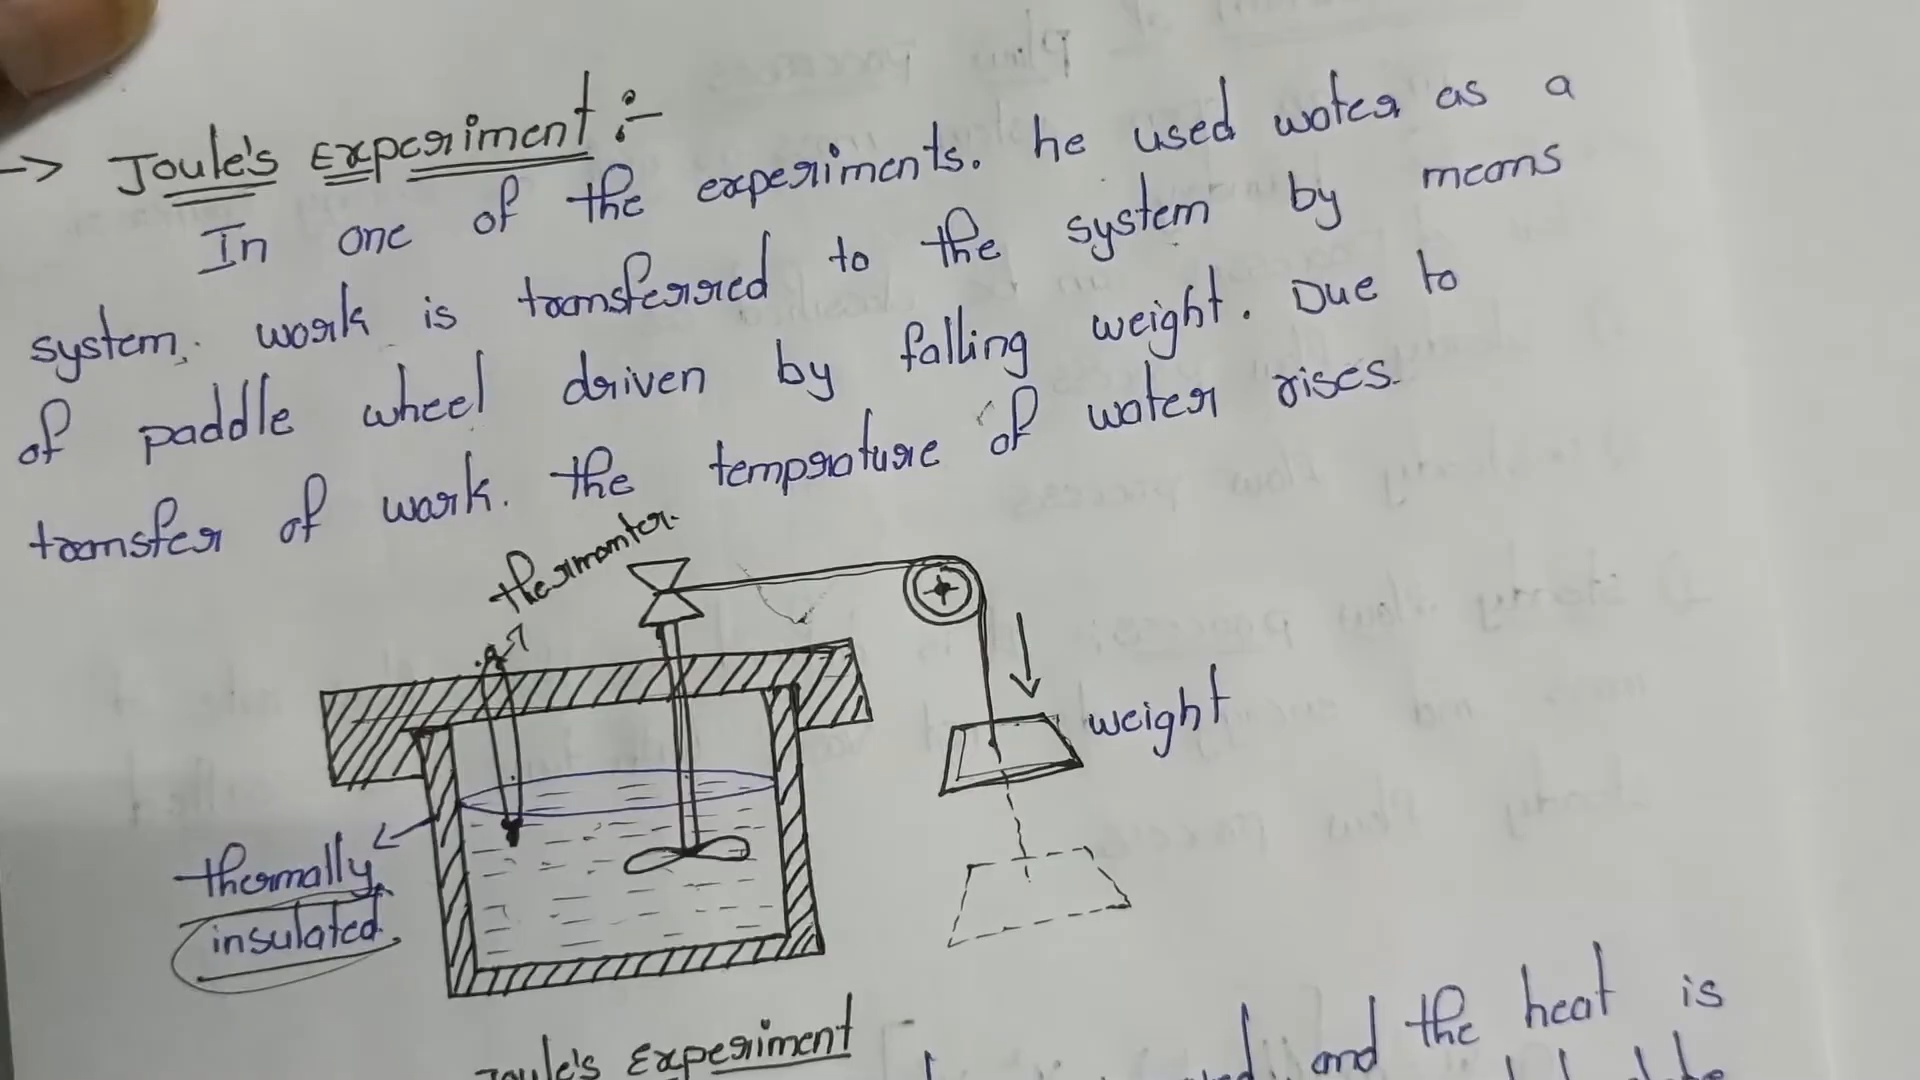 -> Joule's Experiment :-
In one of the experiments. he used water as a
system. work is transferred to the system by means
of paddle wheel driven by falling weight. Due to
transfer of work. the temprature of water rises.
thermomter.
weight
thermally
insulated
Joule's Experiment
and the heat is